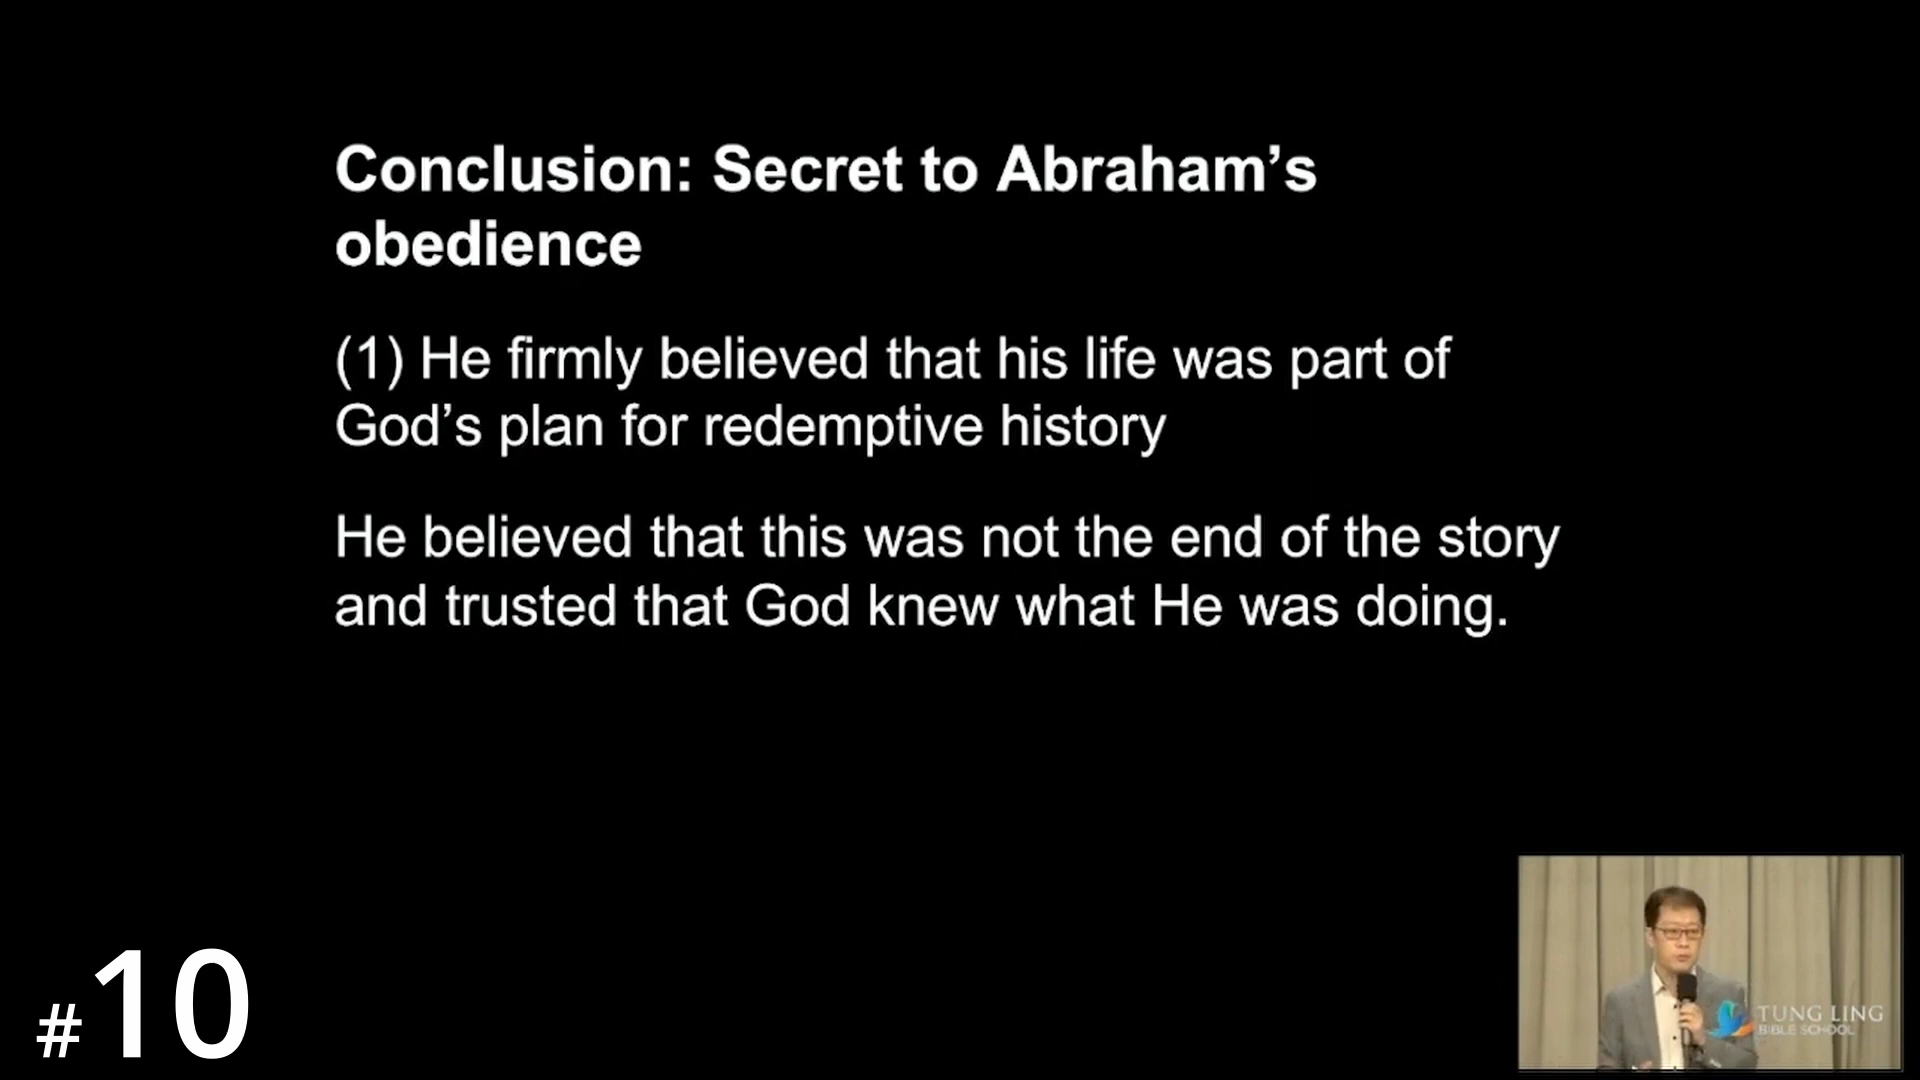 Conclusion: Secret to Abraham’s
obedience
(1) He firmly believed that his life was part of
God’s plan for redemptive history
He believed that this was not the end of the story
and trusted that God knew what He was doing.
#10
TUNG LING
BIBLE SCHOOL